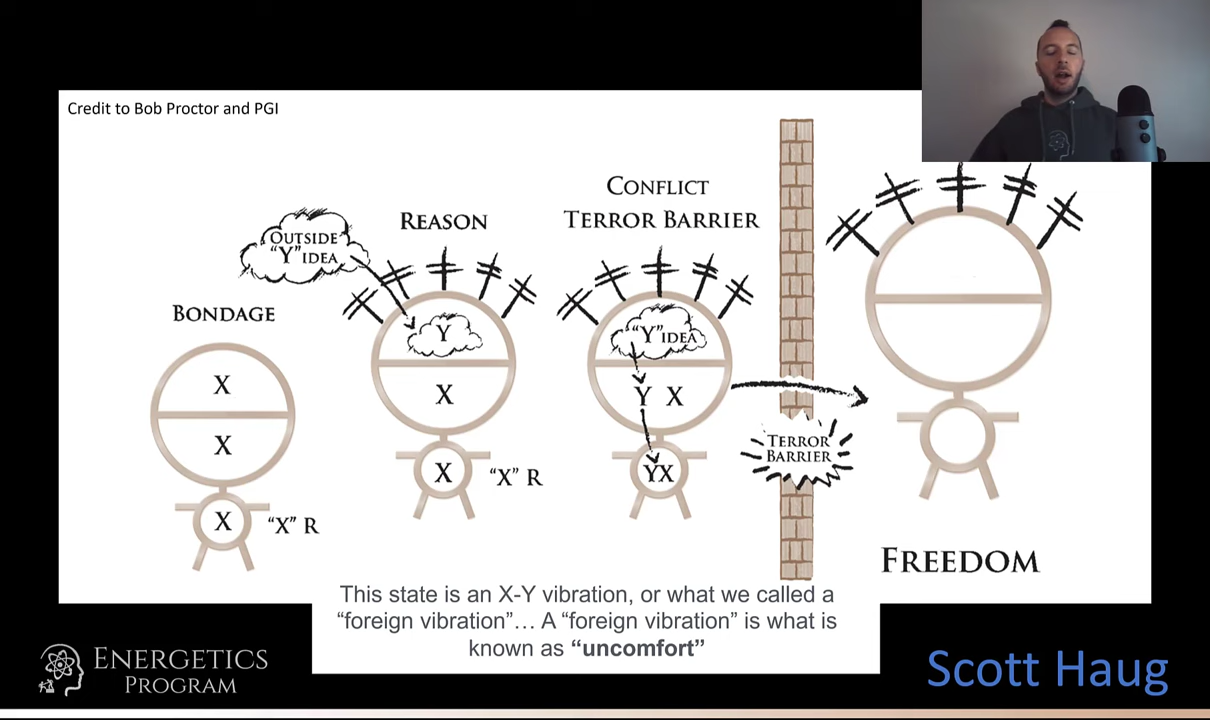 Credit to Bob Proctor and PGI
CONFLICT
TERROR BARRIER
REASON
OUTSIDE
"Y" IDEA
BONDAGE
Y
"Y" IDEA
X
X
Y X
X
TERROR
BARRIER
X
"X" R
YX
X
"X" R
FREEDOM
This state is an X-Y vibration, or what we called a
“foreign vibration”… A “foreign vibration” is what is
known as “uncomfort”
ENERGETICS
PROGRAM
Scott Haug